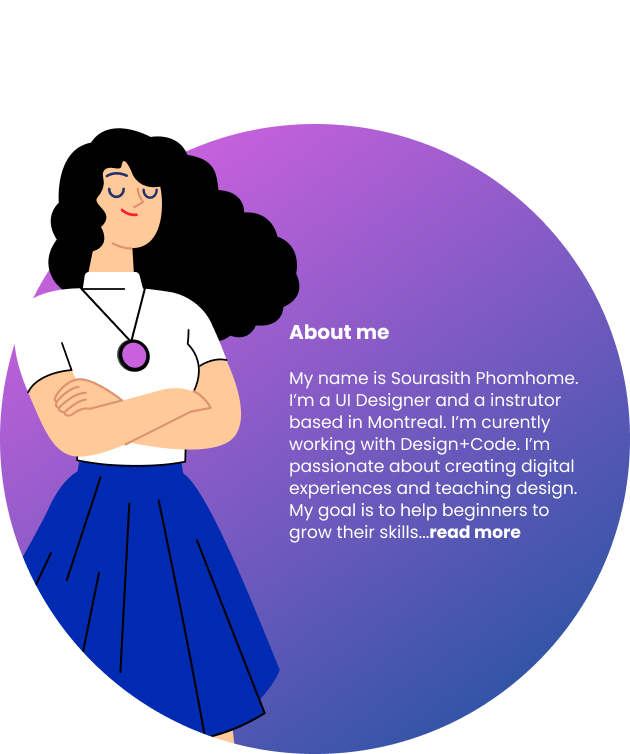 About me
My name is Sourasith Phomhome.
I’m a UI Designer and a instrutor
based in Montreal. I’m curently
working with Design+Code. I’m
passionate about creating digital
experiences and teaching design.
My goal is to help beginners to
grow their skills...read more